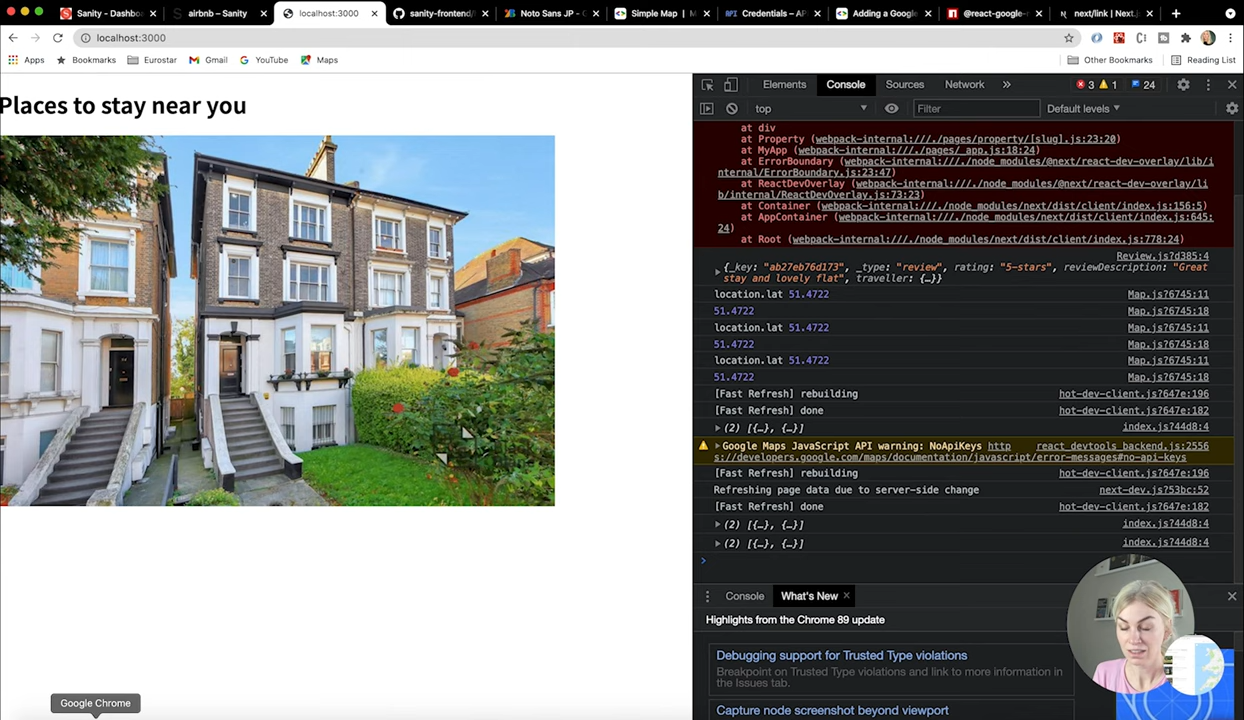 Sanity - Dashbo
airbnb – Sanity
localhost:3000
sanity-frontend/
Noto Sans JP - G
Simple Map | M
Credentials – AP
Adding a Google
@react-google-
next/link | Next.j
localhost:3000
Apps
Bookmarks
Eurostar
Gmail
YouTube
Maps
Other Bookmarks
Reading List
Places to stay near you
Elements
Console
Sources
Network
»
3
1
24
top
Filter
Default levels
at div
at Property (webpack-internal:///./pages/property/[slug].js:23:20)
at MyApp (webpack-internal:///./pages/_app.js:18:24)
at ErrorBoundary (webpack-internal:///./node_modules/@next/react-dev-overlay/lib/i
nternal/ErrorBoundary.js:23:47)
at ReactDevOverlay (webpack-internal:///./node_modules/@next/react-dev-overlay/li
b/internal/ReactDevOverlay.js:73:23)
at Container (webpack-internal:///./node_modules/next/dist/client/index.js:156:5)
at AppContainer (webpack-internal:///./node_modules/next/dist/client/index.js:645:
24)
at Root (webpack-internal:///./node_modules/next/dist/client/index.js:778:24)
Review.js?d385:4
{_key: "ab27eb76d173", _type: "review", rating: "5-stars", reviewDescription: "Great
stay and lovely flat", traveller: {…}}
location.lat 51.4722 Map.js?6745:11
51.4722 Map.js?6745:18
location.lat 51.4722 Map.js?6745:11
51.4722 Map.js?6745:18
location.lat 51.4722 Map.js?6745:11
51.4722 Map.js?6745:18
[Fast Refresh] rebuilding hot-dev-client.js?647e:196
[Fast Refresh] done hot-dev-client.js?647e:182
(2) [{…}, {…}] index.js?44d8:4
Google Maps JavaScript API warning: NoApiKeys http react_devtools_backend.js:2556
s://developers.google.com/maps/documentation/javascript/error-messages#no-api-keys
[Fast Refresh] rebuilding hot-dev-client.js?647e:196
Refreshing page data due to server-side change next-dev.js?53bc:52
[Fast Refresh] done hot-dev-client.js?647e:182
(2) [{…}, {…}] index.js?44d8:4
(2) [{…}, {…}] index.js?44d8:4
Console
What's New
Highlights from the Chrome 89 update
Debugging support for Trusted Type violations
Breakpoint on Trusted Type violations and link to more information in
the Issues tab.
Capture node screenshot beyond viewport
Google Chrome